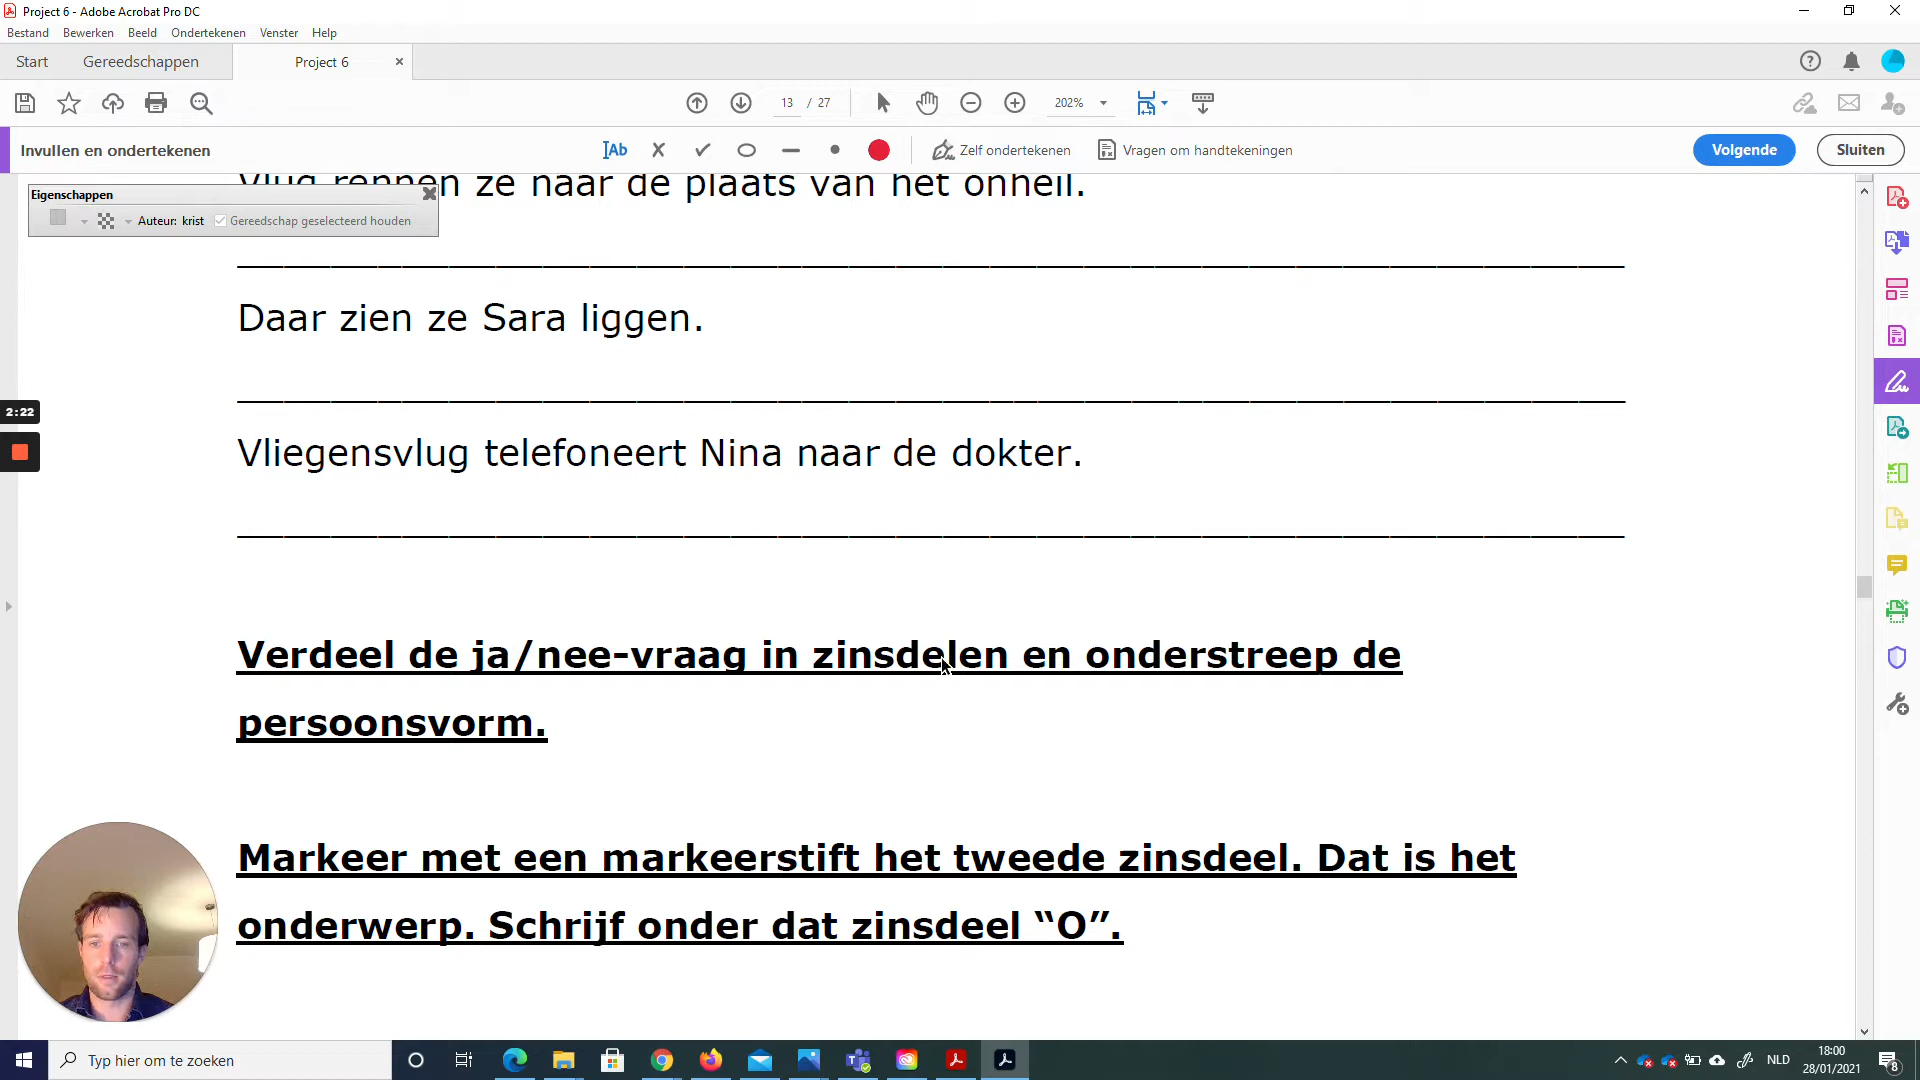 Project 6 - Adobe Acrobat Pro DC
Bestand Bewerken Beeld Ondertekenen Venster Help
Start Gereedschappen Project 6
13 / 27 202%
Invullen en ondertekenen
Ab Zelf ondertekenen Vragen om handtekeningen Volgende Sluiten
Vlug rennen ze naar de plaats van het onheil.
Eigenschappen
Auteur: krist Gereedschap geselecteerd houden
Daar zien ze Sara liggen.
2:22
Vliegensvlug telefoneert Nina naar de dokter.
Verdeel de ja/nee-vraag in zinsdelen en onderstreep de
persoonsvorm.
Markeer met een markeerstift het tweede zinsdeel. Dat is het
onderwerp. Schrijf onder dat zinsdeel “O”.
Typ hier om te zoeken
NLD
18:00
28/01/2021
8